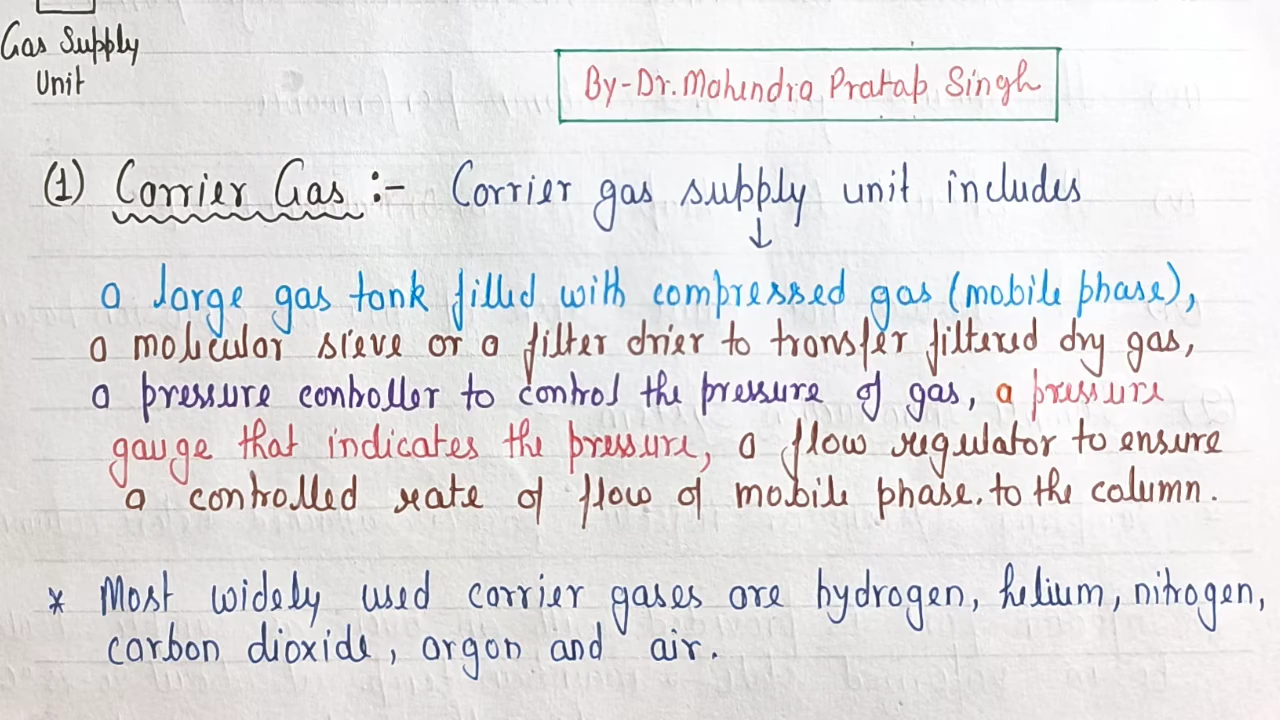 Gas Supply
Unit
By-Dr. Mahendra Pratap Singh
(1) Carrier Gas :- Carrier gas supply unit includes
↓
a large gas tank filled with compressed gas (mobile phase),
a molecular sieve or a filter drier to transfer filtered dry gas,
a pressure controller to control the pressure of gas, a pressure
gauge that indicates the pressure, a flow regulator to ensure
a controlled rate of flow of mobile phase. to the column.
* Most widely used carrier gases are hydrogen, helium, nitrogen,
carbon dioxide, argon and air.